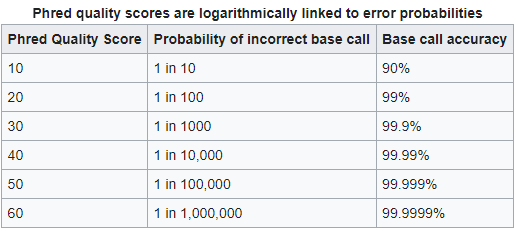 Phred quality scores are logarithmically linked to error probabilities
Phred Quality Score Probability of incorrect base call Base call accuracy
10 1 in 10 90%
20 1 in 100 99%
30 1 in 1000 99.9%
40 1 in 10,000 99.99%
50 1 in 100,000 99.999%
60 1 in 1,000,000 99.9999%